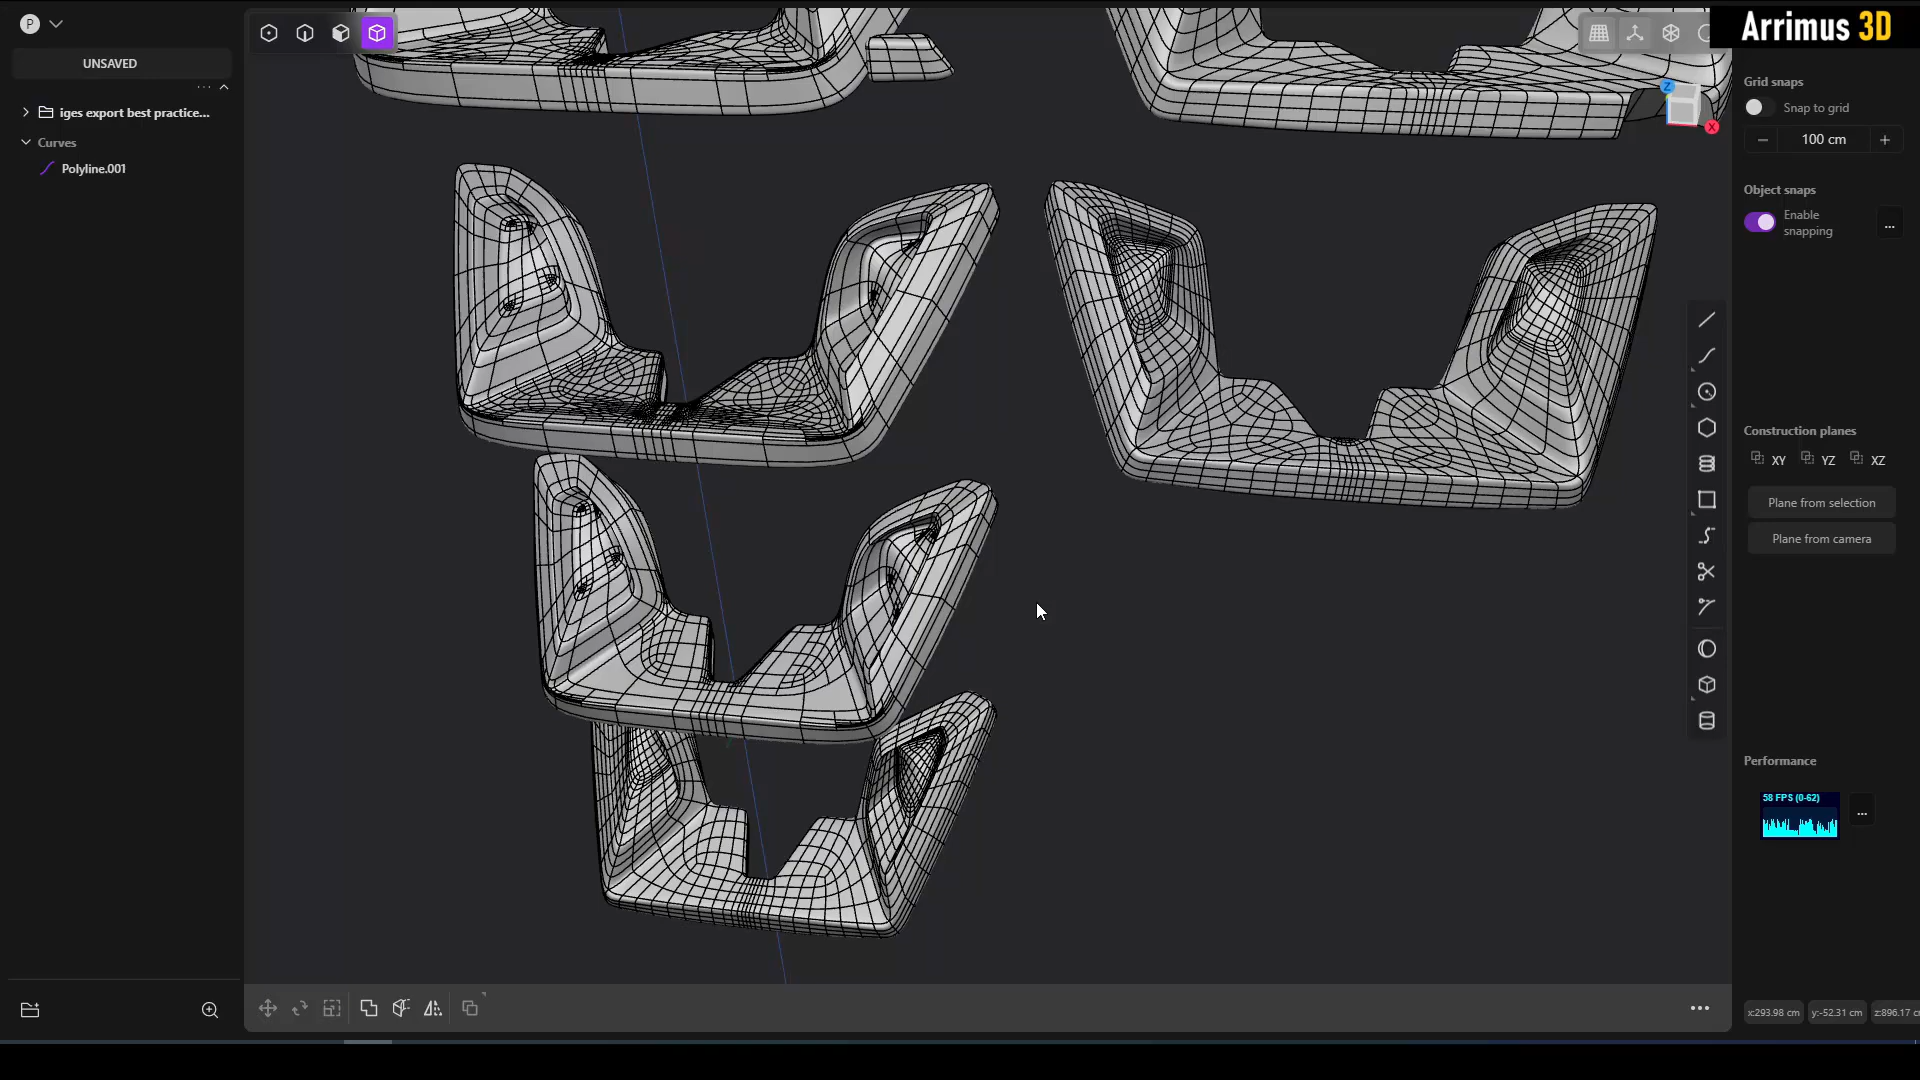 P
UNSAVED
iges export best practice...
Curves
Polyline.001
Arrimus 3D
Z
X
Grid snaps
Snap to grid
100 cm
Object snaps
Enable
snapping
Construction planes
XY
YZ
XZ
Plane from selection
Plane from camera
Performance
58 FPS (0-62)
x:293.98 cm
y:-52.31 cm
z:896.17 c